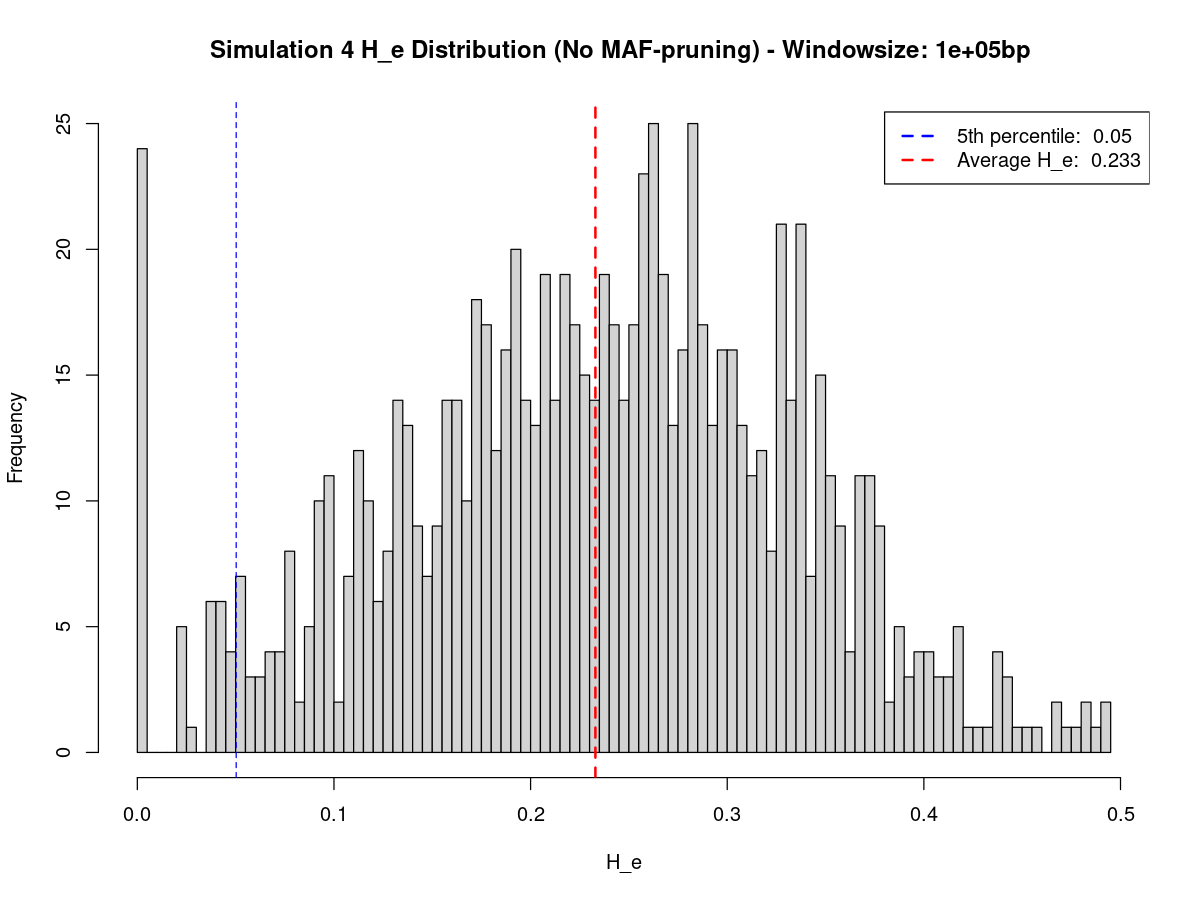 Simulation 4 H_e Distribution (No MAF-pruning) - Windowsize: 1e+05bp
5th percentile:  0.05
Average H_e:  0.233
25
20
15
10
5
0
Frequency
0.0 0.1 0.2 0.3 0.4 0.5
H_e